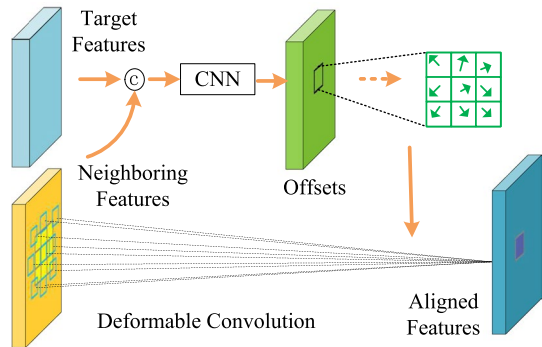 Target
Features
C
CNN
Neighboring
Features
Offsets
Deformable Convolution
Aligned
Features